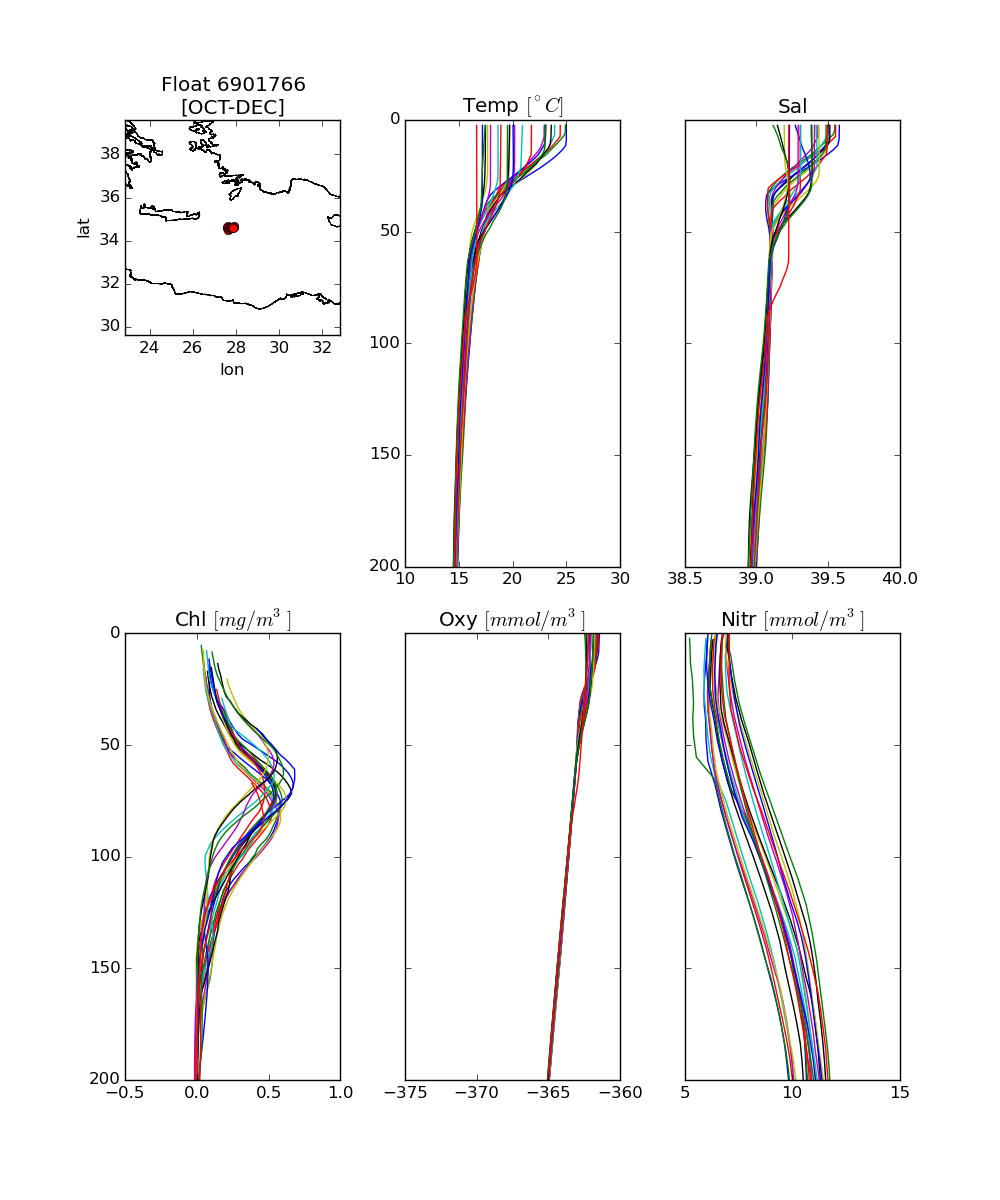 Float 6901766
[OCT-DEC]
38
36
34
32
30
lat
24 26 28 30 32
lon
Temp [°C]
0
50
100
150
200
10 15 20 25 30
Sal
38.5 39.0 39.5 40.0
Chl [mg/m³]
0
50
100
150
200
−0.5 0.0 0.5 1.0
Oxy [mmol/m³]
−375 −370 −365 −360
Nitr [mmol/m³]
5 10 15